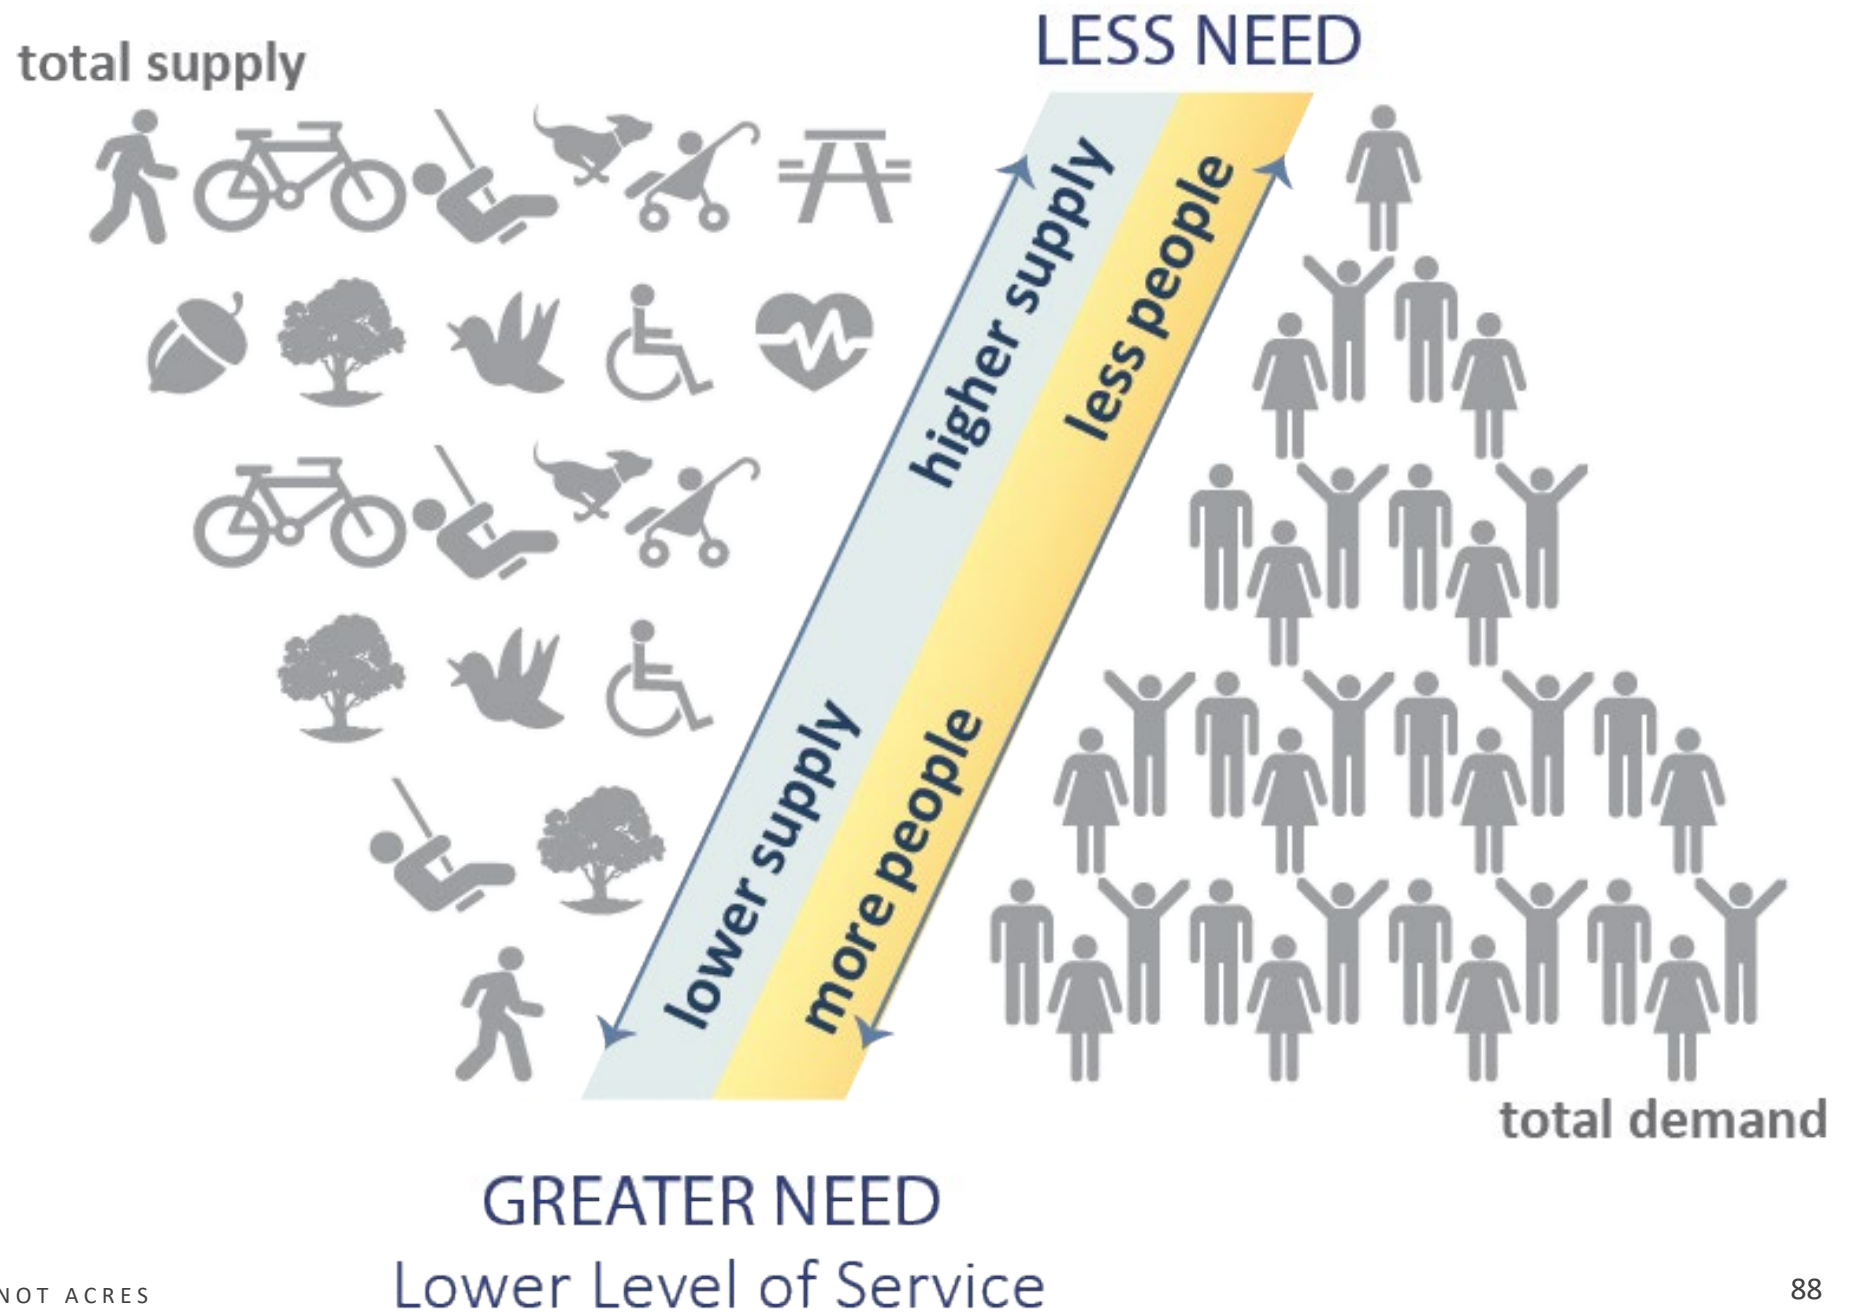 LESS NEED
total supply
higher supply
less people
lower supply
more people
total demand
GREATER NEED
Lower Level of Service
NOT ACRES
88